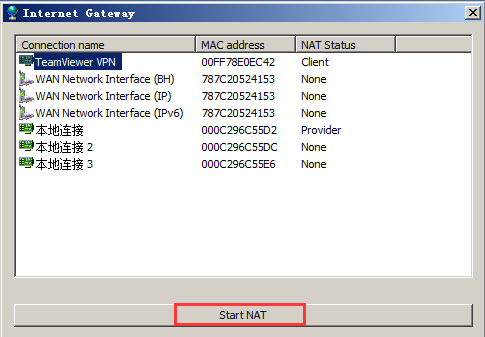 Internet Gateway
Connection name MAC address NAT Status
TeamViewer VPN 00FF78E0EC42 Client
WAN Network Interface (BH) 787C20524153 None
WAN Network Interface (IP) 787C20524153 None
WAN Network Interface (IPv6) 787C20524153 None
本地连接 000C296C55D2 Provider
本地连接 2 000C296C55DC None
本地连接 3 000C296C55E6 None
Start NAT